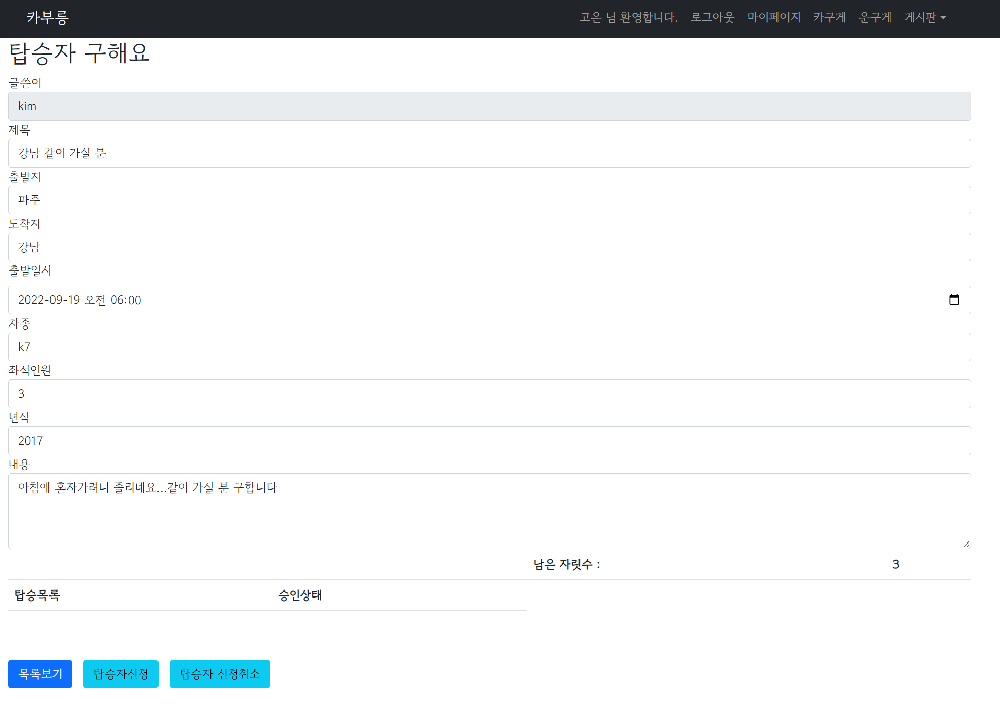 카부릉
고은 님 환영합니다. 로그아웃 마이페이지 카구게 운구게 게시판
탑승자 구해요
글쓴이
kim
제목
강남 같이 가실 분
출발지
파주
도착지
강남
출발일시
2022-09-19 오전 06:00
차종
k7
좌석인원
3
년식
2017
내용
아침에 혼자가려니 졸리네요...같이 가실 분 구합니다
남은 자릿수 : 3
탑승목록 승인상태
목록보기 탑승자신청 탑승자 신청취소